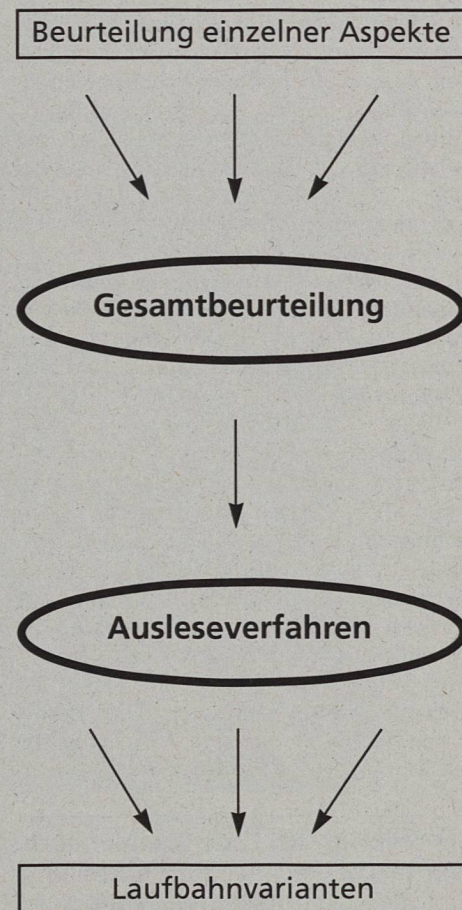 Beurteilung einzelner Aspekte
Gesamtbeurteilung
Ausleseverfahren
Laufbahnvarianten